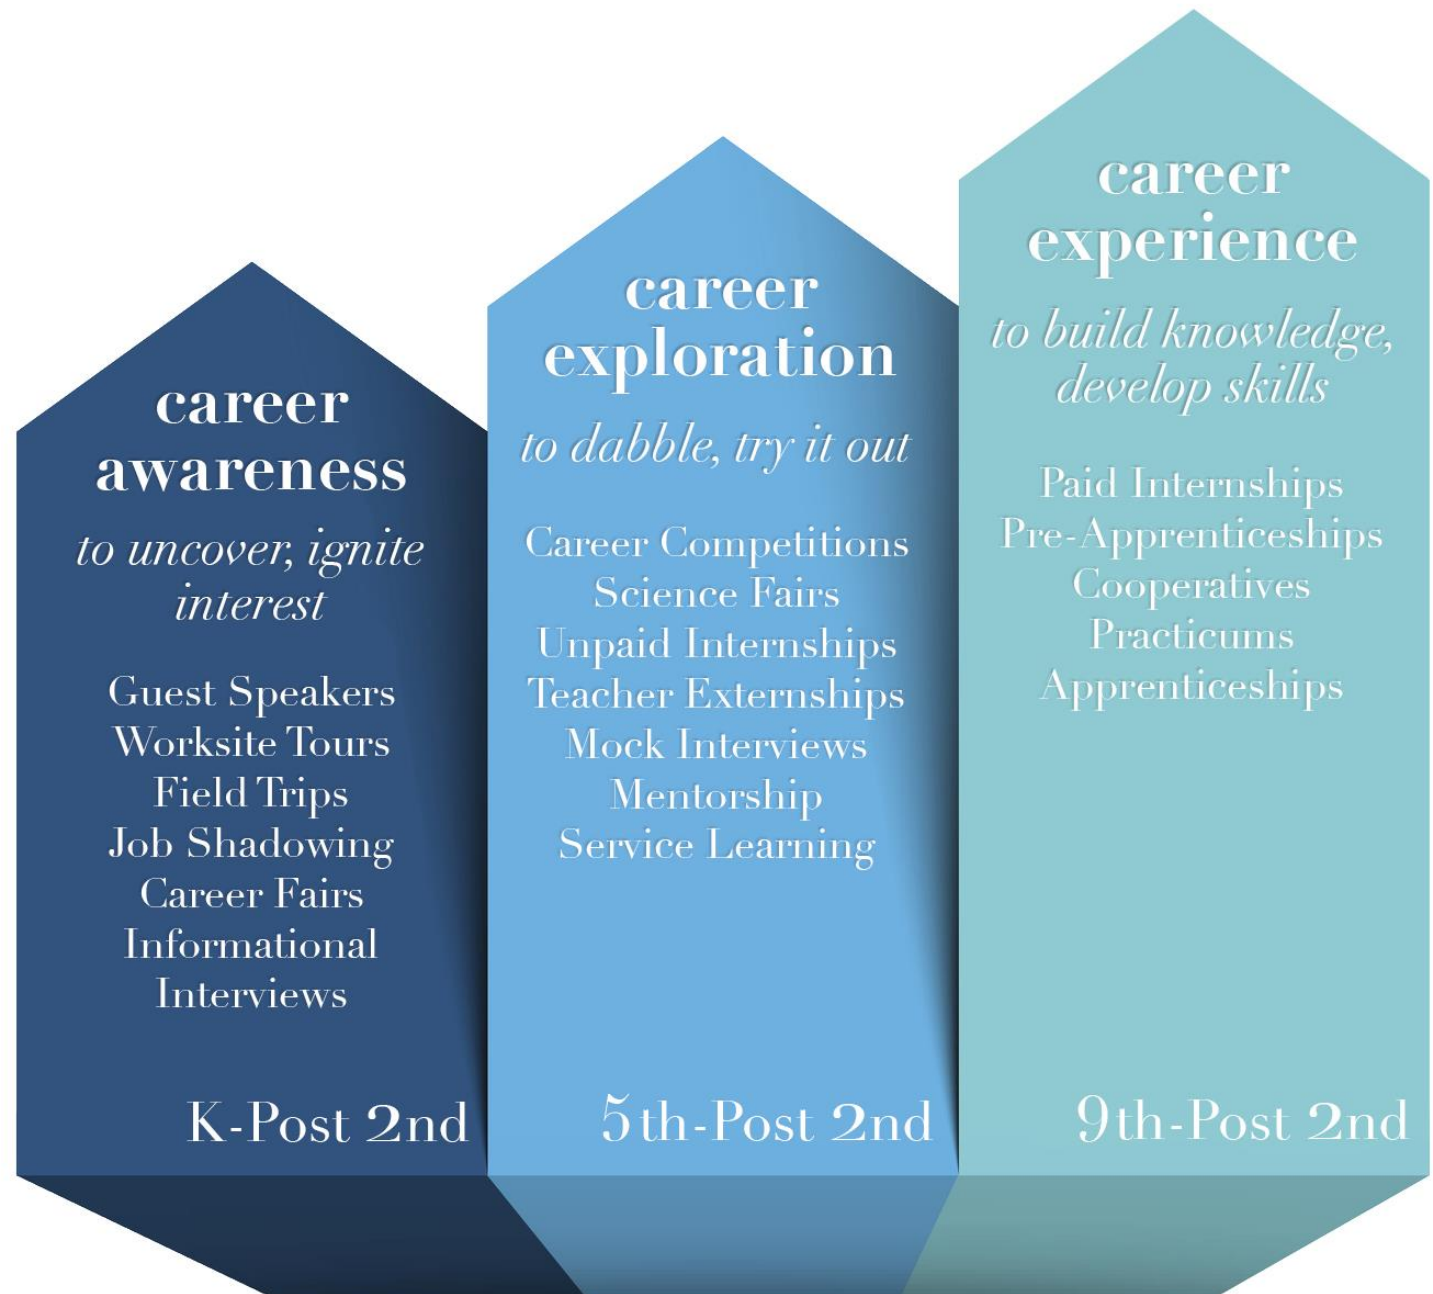 career
awareness
to uncover, ignite
interest
Guest Speakers
Worksite Tours
Field Trips
Job Shadowing
Career Fairs
Informational
Interviews
K-Post 2nd
career
exploration
to dabble, try it out
Career Competitions
Science Fairs
Unpaid Internships
Teacher Externships
Mock Interviews
Mentorship
Service Learning
5th-Post 2nd
career
experience
to build knowledge,
develop skills
Paid Internships
Pre-Apprenticeships
Cooperatives
Practicums
Apprenticeships
9th-Post 2nd